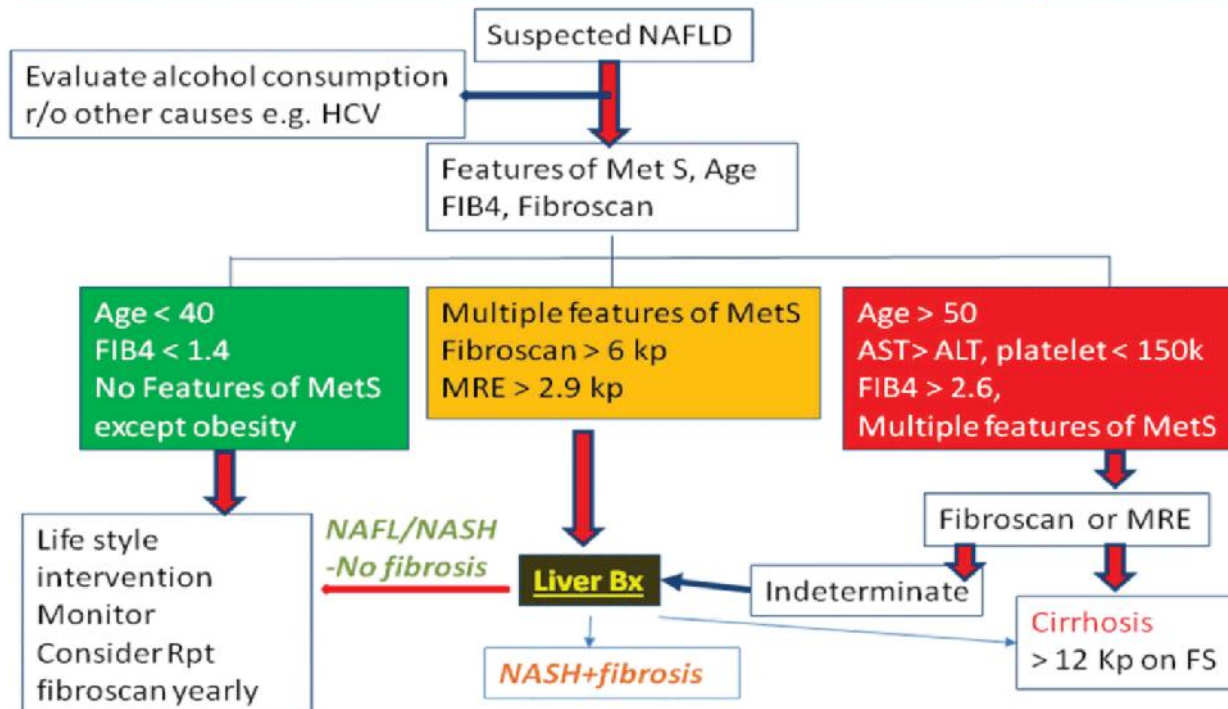 Suspected NAFLD
Evaluate alcohol consumption
r/o other causes e.g. HCV
Features of Met S, Age
FIB4, Fibroscan
Age < 40
FIB4 < 1.4
No Features of MetS
except obesity
Multiple features of MetS
Fibroscan > 6 kp
MRE > 2.9 kp
Age > 50
AST> ALT, platelet < 150k
FIB4 > 2.6,
Multiple features of MetS
Life style
intervention
Monitor
Consider Rpt
fibroscan yearly
NAFL/NASH
-No fibrosis
Liver Bx
Fibroscan or MRE
Indeterminate
NASH+fibrosis
Cirrhosis
> 12 Kp on FS